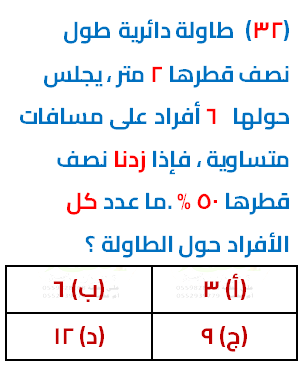 (٣٢) طاولة دائرية طول
نصف قطرها ٢ متر ، يجلس
حولها ٦ أفراد على مسافات
متساوية ، فإذا زدنا نصف
قطرها ٥٠ % .ما عدد كل
الأفراد حول الطاولة ؟
(أ) ٣ (ب) ٦
(ج) ٩ (د) ١٢